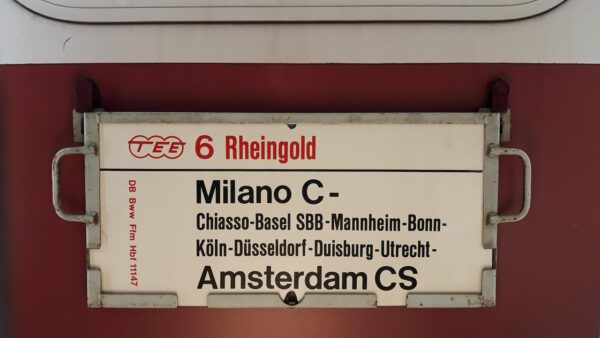 TEE 6 Rheingold
Milano C-
Chiasso-Basel SBB-Mannheim-Bonn-
Köln-Düsseldorf-Duisburg-Utrecht-
Amsterdam CS
DB Bww Ffm Hbf 11147